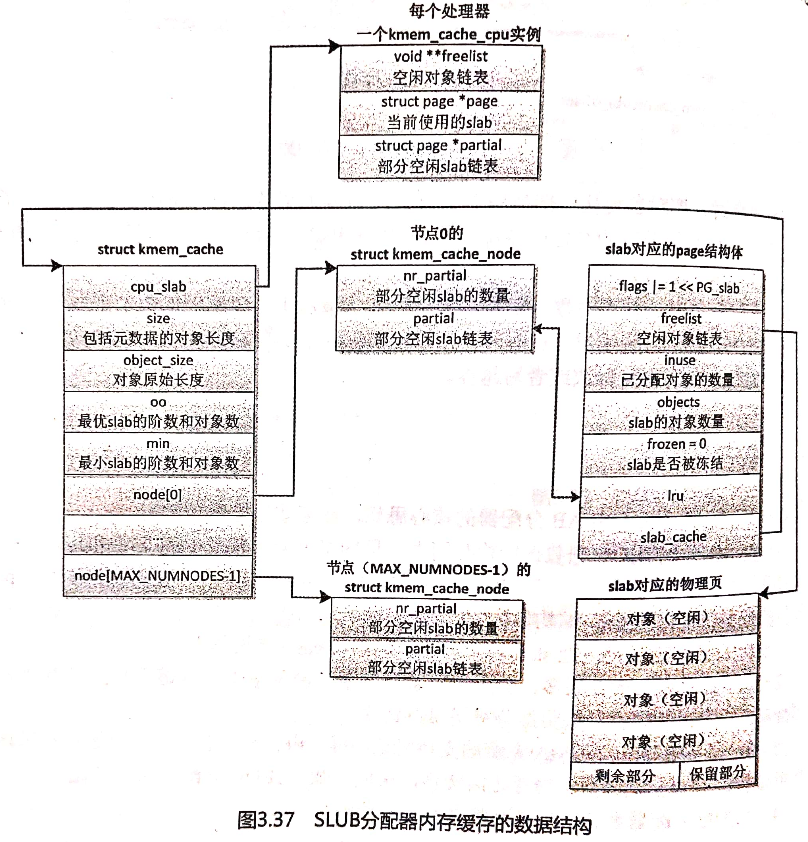 每个处理器
一个kmem_cache_cpu实例
void **freelist
空闲对象链表
struct page *page
当前使用的slab
struct page *partial
部分空闲slab链表
struct kmem_cache
cpu_slab
size
包括元数据的对象长度
object_size
对象原始长度
oo
最优slab的阶数和对象数
min
最小slab的阶数和对象数
node[0]
...
node[MAX_NUMNODES-1]
节点0的
struct kmem_cache_node
nr_partial
部分空闲slab的数量
partial
部分空闲slab链表
节点（MAX_NUMNODES-1）的
struct kmem_cache_node
nr_partial
部分空闲slab的数量
partial
部分空闲slab链表
slab对应的page结构体
flags |= 1 << PG_slab
freelist
空闲对象链表
inuse
已分配对象的数量
objects
slab的对象数量
frozen = 0
slab是否被冻结
lru
slab_cache
slab对应的物理页
对象（空闲）
对象（空闲）
对象（空闲）
对象（空闲）
剩余部分 保留部分
图3.37 SLUB分配器内存缓存的数据结构